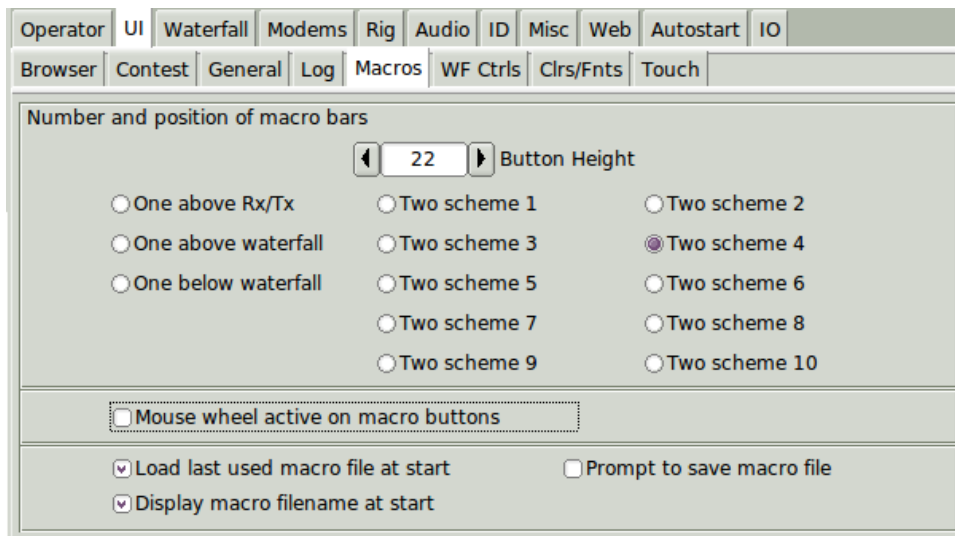 Operator UI Waterfall Modems Rig Audio ID Misc Web Autostart IO
Browser Contest General Log Macros WF Ctrls Clrs/Fnts Touch
Number and position of macro bars
22 Button Height
One above Rx/Tx Two scheme 1 Two scheme 2
One above waterfall Two scheme 3 Two scheme 4
One below waterfall Two scheme 5 Two scheme 6
Two scheme 7 Two scheme 8
Two scheme 9 Two scheme 10
Mouse wheel active on macro buttons
Load last used macro file at start Prompt to save macro file
Display macro filename at start